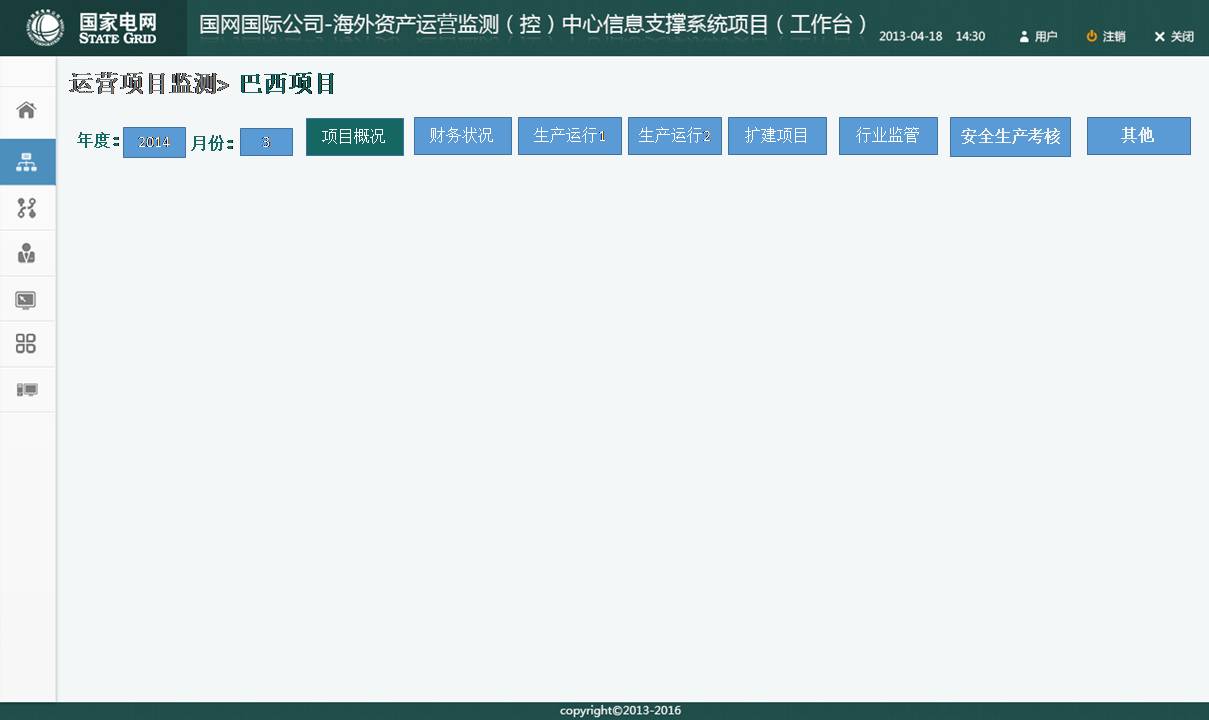 国家电网
STATE GRID
国网国际公司-海外资产运营监测（控）中心信息支撑系统项目（工作台）
2013-04-18 14:30 用户 注销 关闭
运营项目监测> 巴西项目
年度: 2014 月份: 3 项目概况 财务状况 生产运行1 生产运行2 扩建项目 行业监管 安全生产考核 其他
copyright©2013-2016